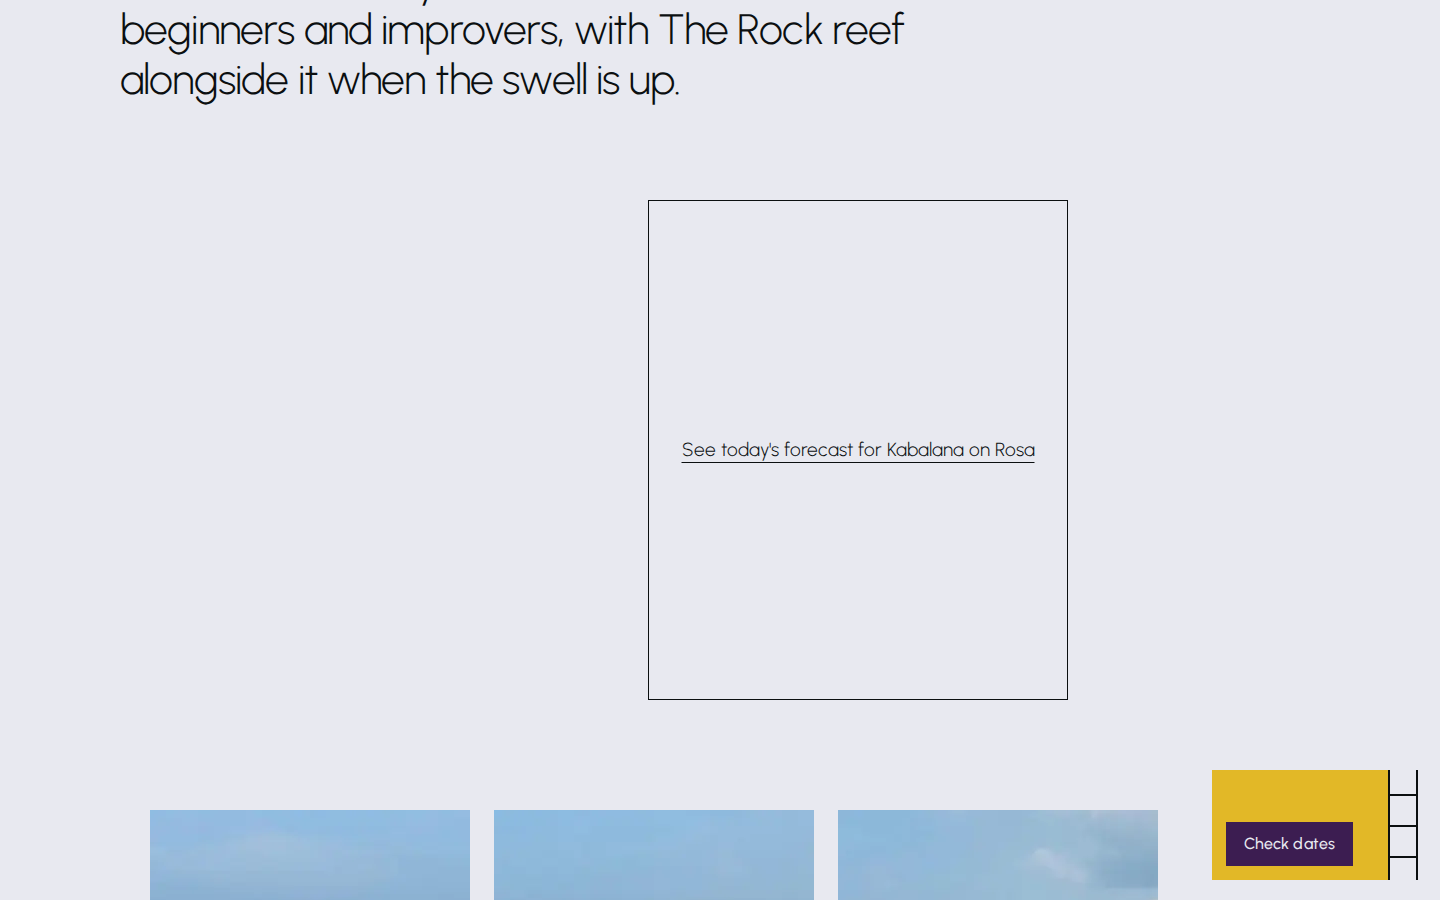 beginners and improvers, with The Rock reef
alongside it when the swell is up.
See today's forecast for Kabalana on Rosa
Check dates